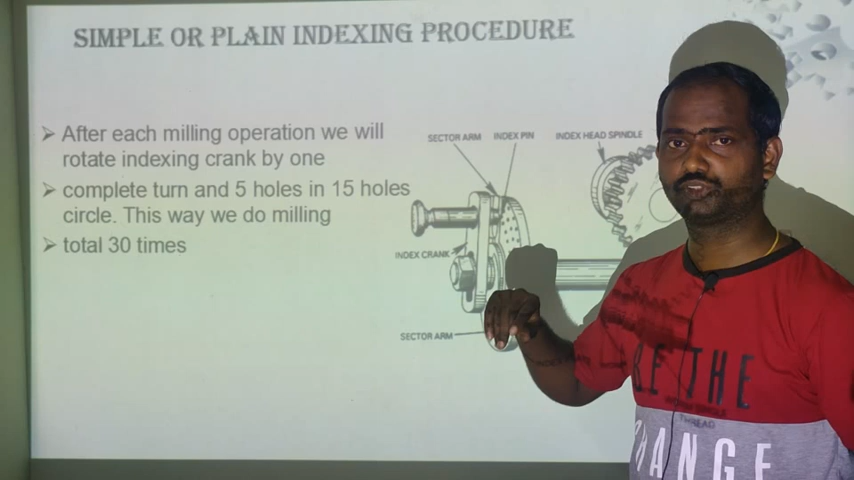 SIMPLE OR PLAIN INDEXING PROCEDURE
➢ After each milling operation we will
rotate indexing crank by one
➢ complete turn and 5 holes in 15 holes
circle. This way we do milling
➢ total 30 times
SECTOR ARM
INDEX PIN
INDEX HEAD SPINDLE
INDEX CRANK
SECTOR ARM
THE
THREAD
ANGE